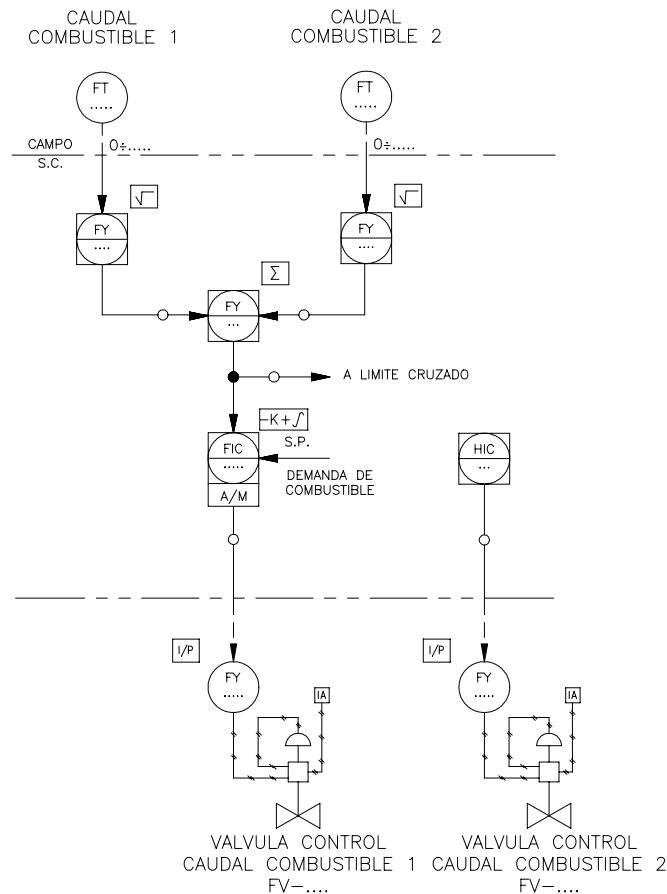 CAUDAL
COMBUSTIBLE 1
CAUDAL
COMBUSTIBLE 2
FT
.....
FT
.....
CAMPO
S.C.
0÷.....
0÷.....
√
√
FY
....
FY
....
Σ
FY
...
A LIMITE CRUZADO
-K+∫
S.P.
FIC
.....
A/M
DEMANDA DE
COMBUSTIBLE
HIC
...
I/P
FY
.....
IA
I/P
FY
.....
IA
VALVULA CONTROL
CAUDAL COMBUSTIBLE 1
FV-....
VALVULA CONTROL
CAUDAL COMBUSTIBLE 2
FV-....